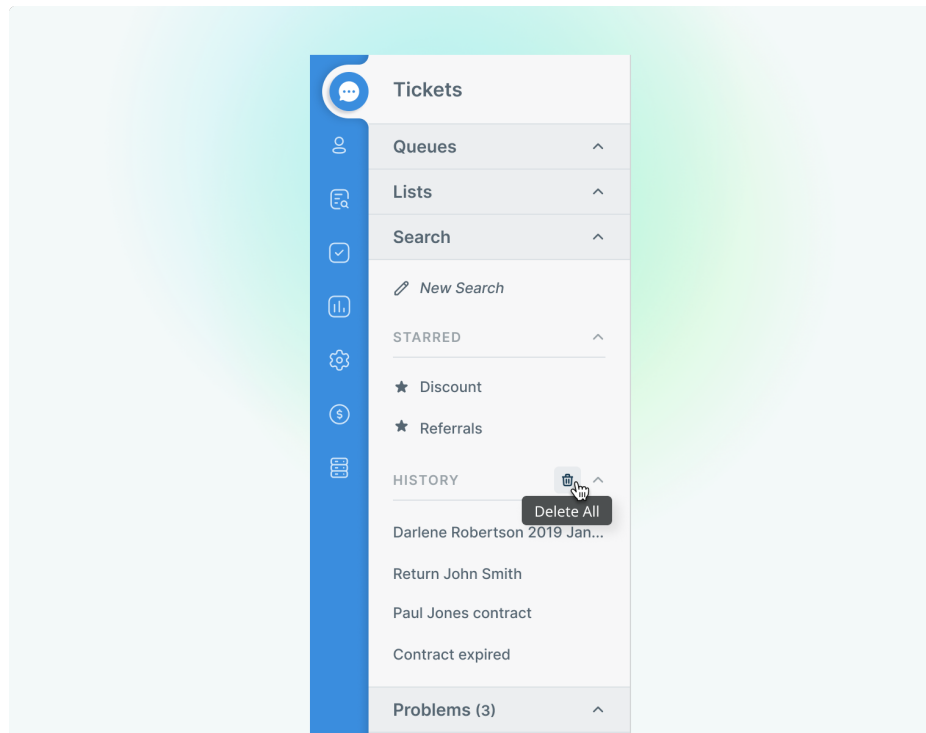 Tickets
Queues
Lists
Search
New Search
STARRED
Discount
Referrals
HISTORY
Delete All
Darlene Robertson 2019 Jan...
Return John Smith
Paul Jones contract
Contract expired
Problems (3)